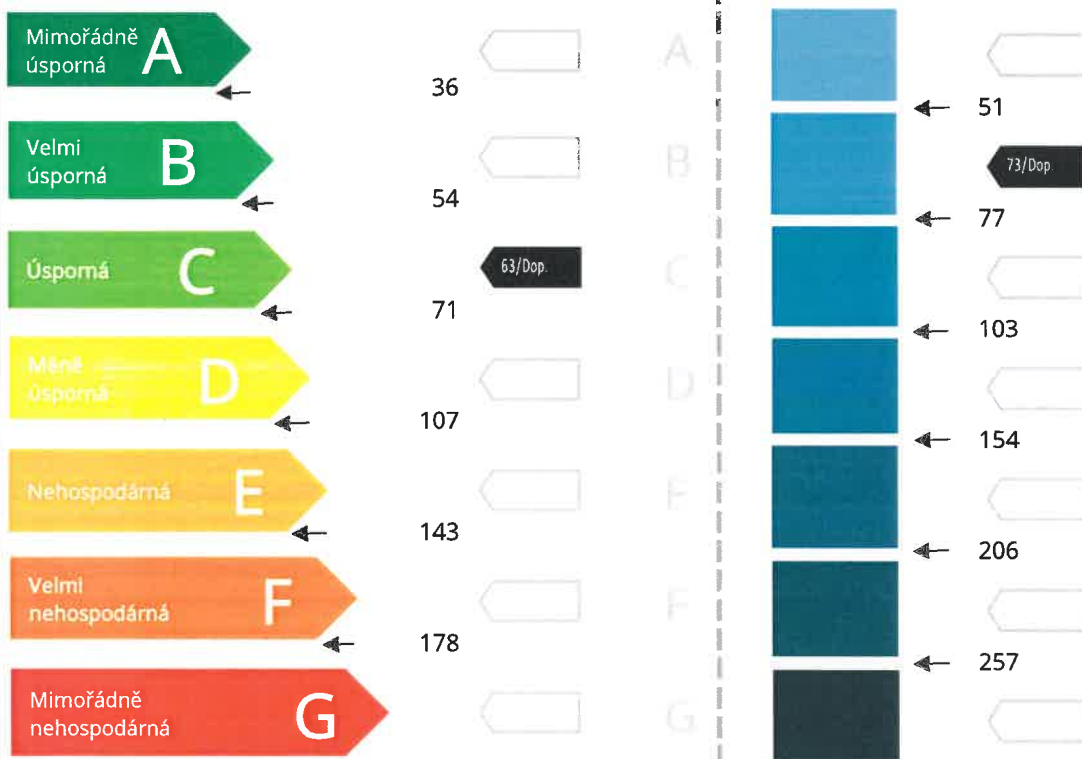 Mimořádně
úsporná
A
36
A
51
Velmi
úsporná
B
54
B
73/Dop.
77
Úsporná
C
63/Dop.
71
C
103
Méně
úsporná
D
107
D
154
Nehospodárná
E
143
E
206
Velmi
nehospodárná
F
178
F
257
Mimořádně
nehospodárná
G
G